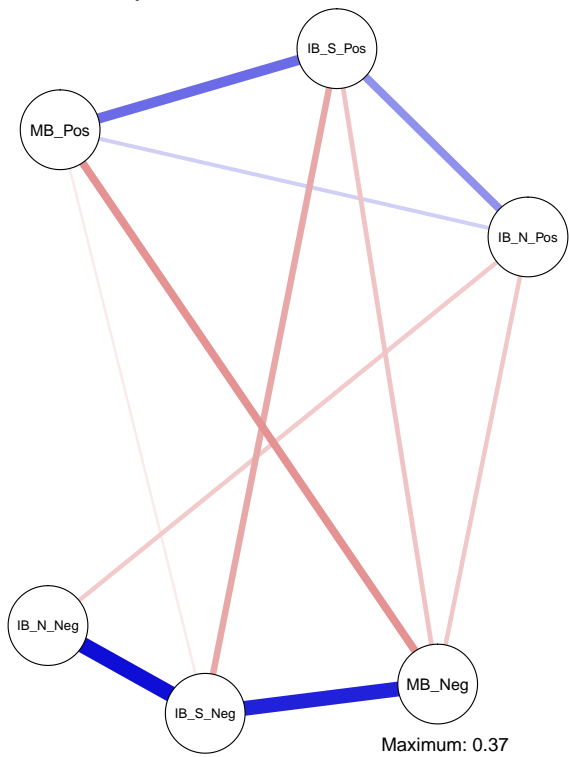 IB_S_Pos
MB_Pos
IB_N_Pos
IB_N_Neg
MB_Neg
IB_S_Neg
Maximum: 0.37